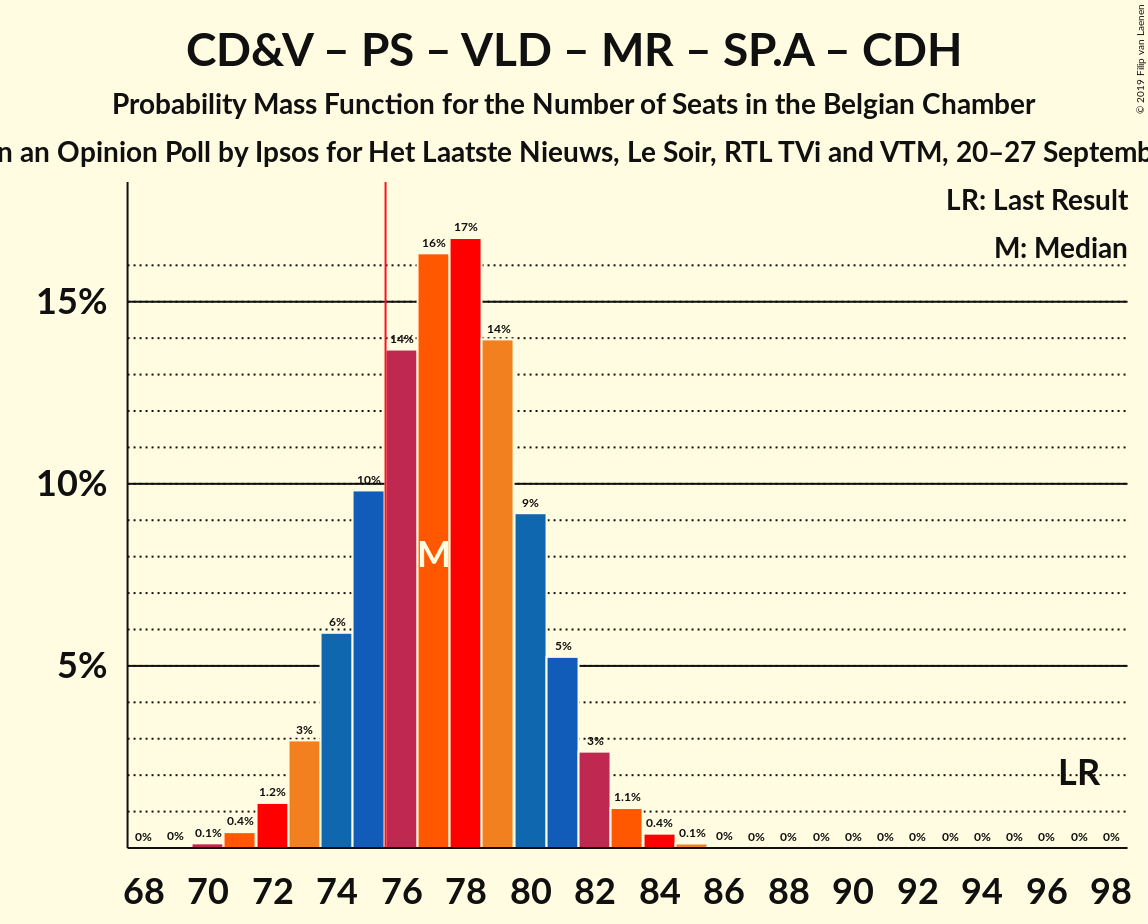 CD&V – PS – VLD – MR – SP.A – CDH
Probability Mass Function for the Number of Seats in the Belgian Chamber
an Opinion Poll by Ipsos for Het Laatste Nieuws, Le Soir, RTL TVi and VTM, 20–27
© 2019 Filip van Laenen
LR: Last Result
M: Median
15%
10%
5%
0% 0% 0.1% 0.4% 1.2% 3% 6% 10% 14% 16% 17% 14% 9% 5% 3% 1.1% 0.4% 0.1% 0% 0% 0% 0% 0% 0% 0% 0% 0% 0% 0% 0% 0%
M
LR
68 70 72 74 76 78 80 82 84 86 88 90 92 94 96 98